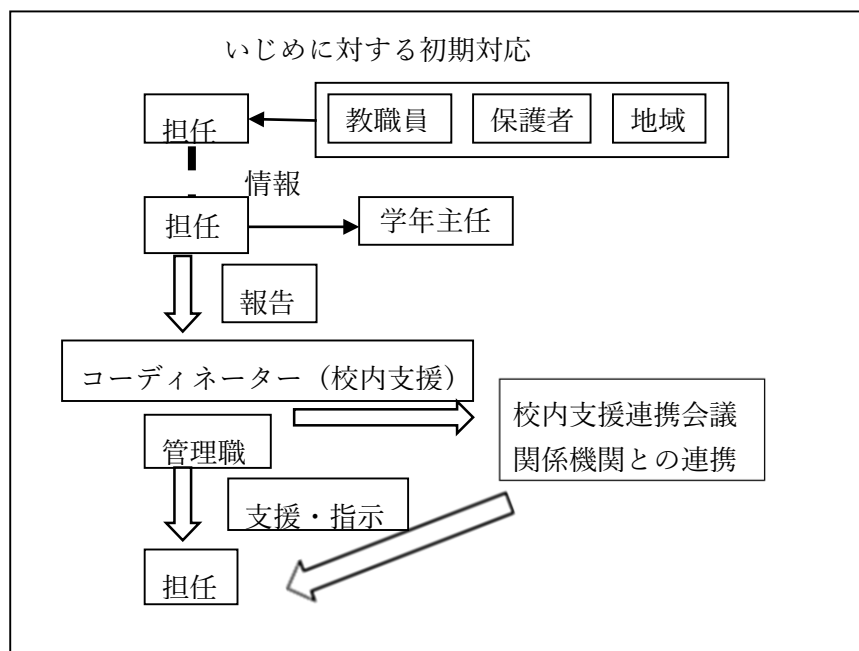 いじめに対する初期対応
担任
教職員
保護者
地域
情報
担任
学年主任
報告
コーディネーター（校内支援）
校内支援連携会議
関係機関との連携
管理職
支援・指示
担任